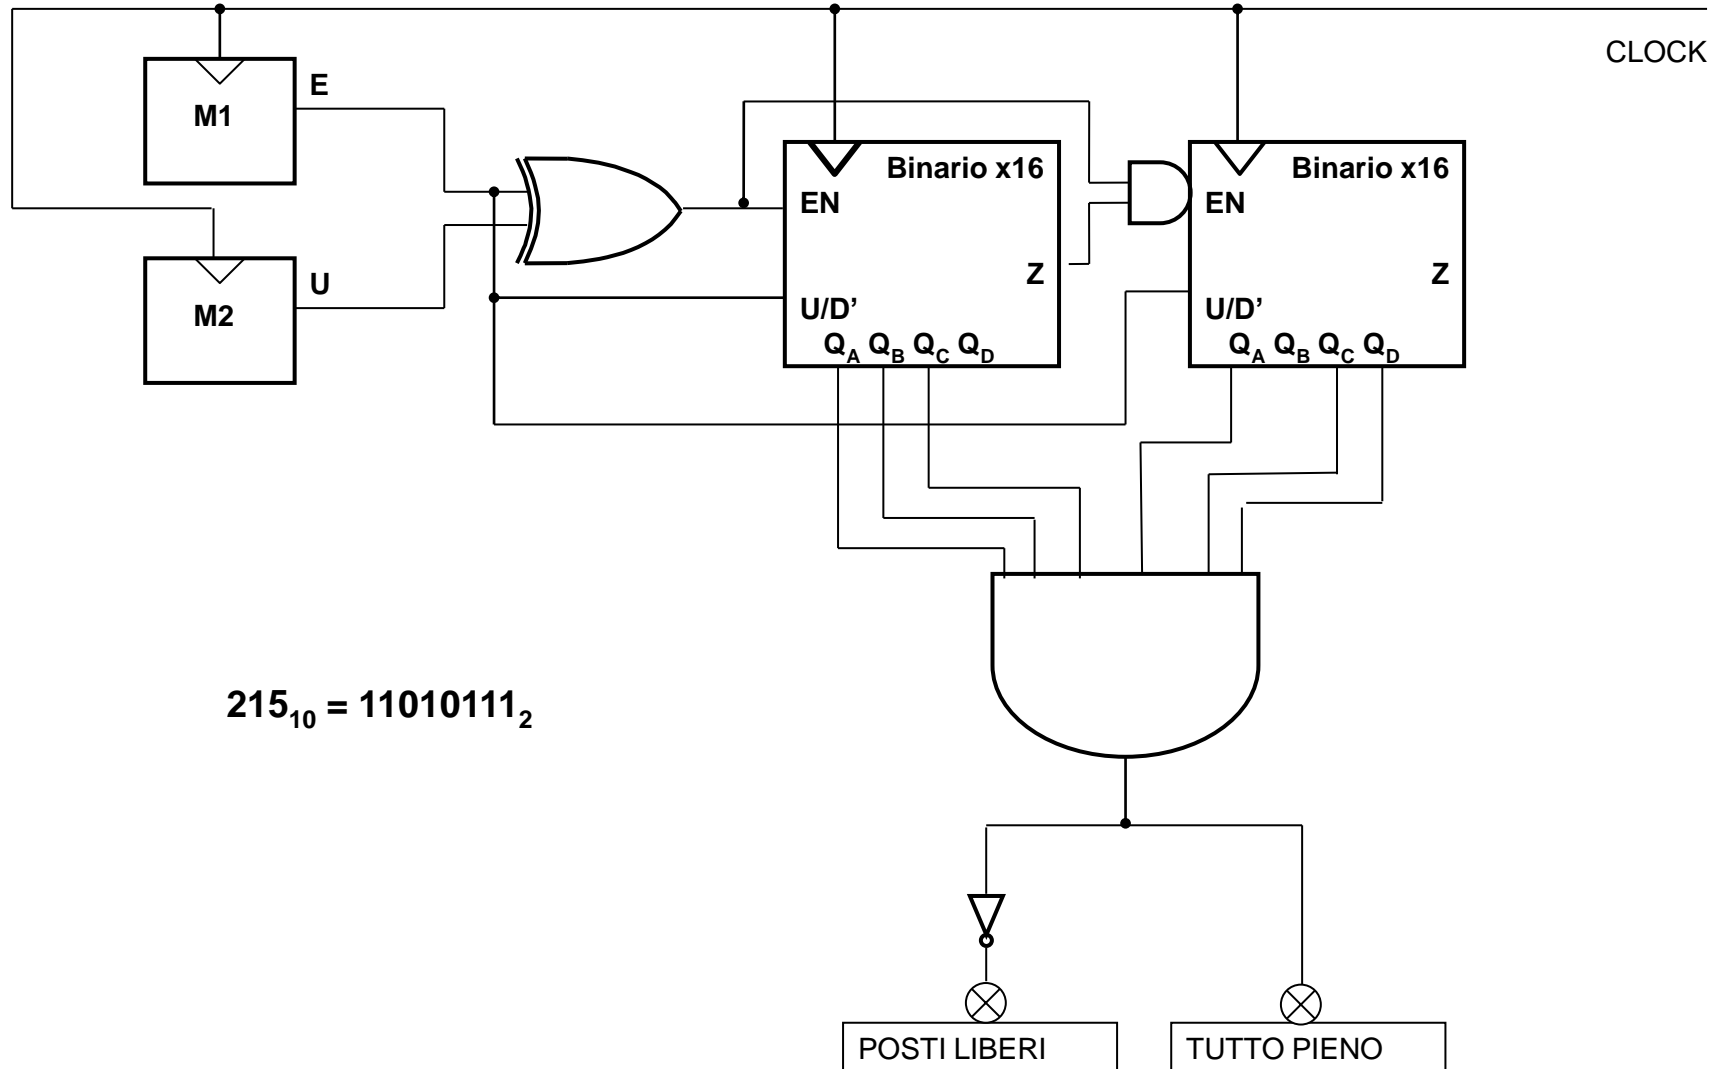 CLOCK
E
M1
U
M2
Binario x16
EN
Z
U/D’
QA QB QC QD
Binario x16
EN
Z
U/D’
QA QB QC QD
215₁₀ = 11010111₂
POSTI LIBERI
TUTTO PIENO